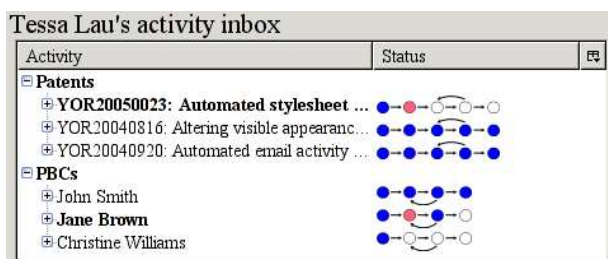 Tessa Lau's activity inbox
Activity Status
Patents
YOR20050023: Automated stylesheet ...
YOR20040816: Altering visible appearanc...
YOR20040920: Automated email activity ...
PBCs
John Smith
Jane Brown
Christine Williams